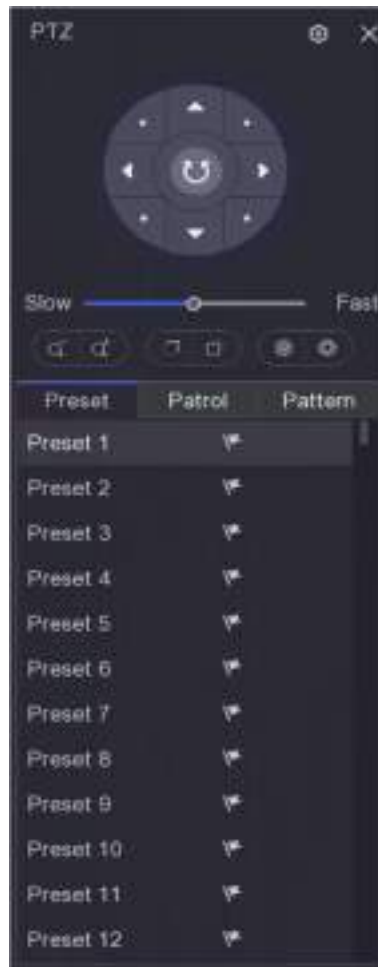 PTZ
Slow Fast
Preset Patrol Pattern
Preset 1
Preset 2
Preset 3
Preset 4
Preset 5
Preset 6
Preset 7
Preset 8
Preset 9
Preset 10
Preset 11
Preset 12